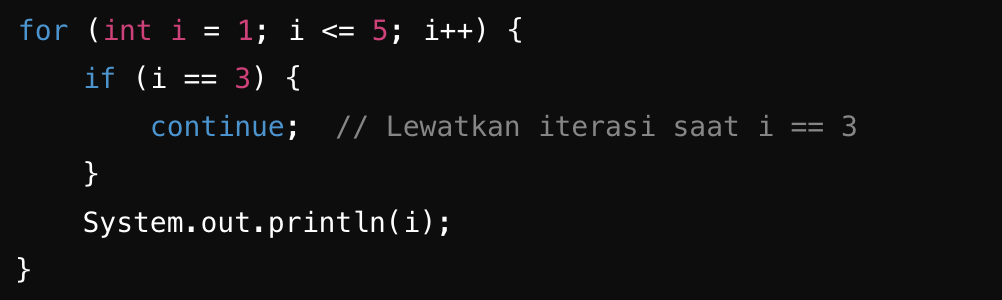 for (int i = 1; i <= 5; i++) {
    if (i == 3) {
        continue;  // Lewatkan iterasi saat i == 3
    }
    System.out.println(i);
}